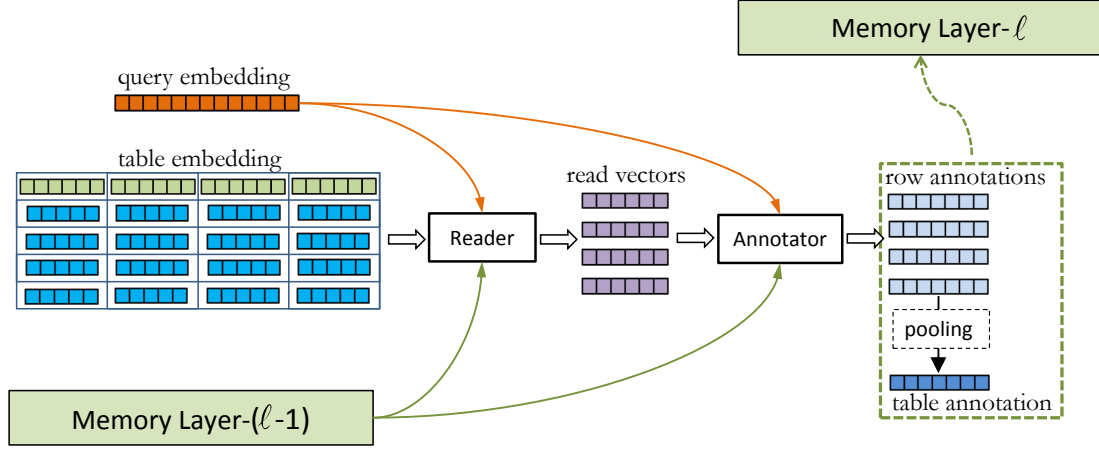 Memory Layer-ℓ
query embedding
table embedding
read vectors
row annotations
Reader
Annotator
pooling
table annotation
Memory Layer-(ℓ-1)